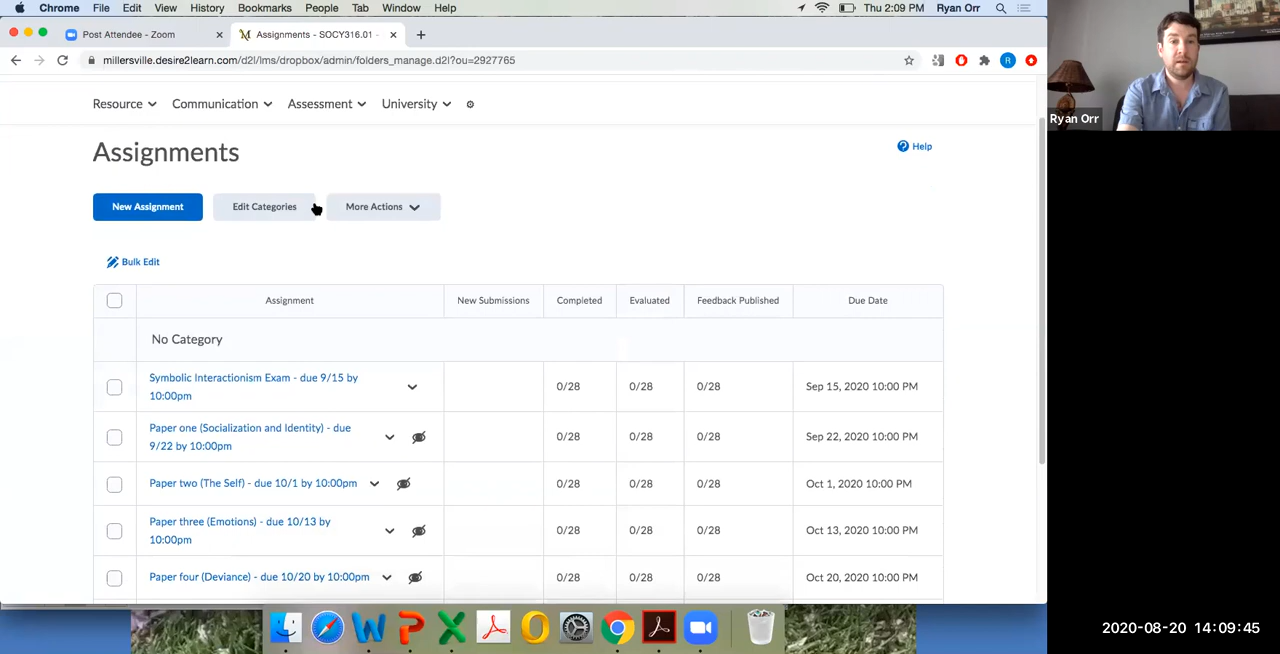 Chrome File Edit View History Bookmarks People Tab Window Help Thu 2:09 PM Ryan Orr
Post Attendee - Zoom Assignments - SOCY316.01 -
millersville.desire2learn.com/d2l/lms/dropbox/admin/folders_manage.d2l?ou=2927765 R
Ryan Orr
Resource Communication Assessment University
Assignments
Help
New Assignment Edit Categories More Actions
Bulk Edit
Assignment New Submissions Completed Evaluated Feedback Published Due Date
No Category
Symbolic Interactionism Exam - due 9/15 by
10:00pm
0/28 0/28 0/28 Sep 15, 2020 10:00 PM
Paper one (Socialization and Identity) - due
9/22 by 10:00pm
0/28 0/28 0/28 Sep 22, 2020 10:00 PM
Paper two (The Self) - due 10/1 by 10:00pm 0/28 0/28 0/28 Oct 1, 2020 10:00 PM
Paper three (Emotions) - due 10/13 by
10:00pm
0/28 0/28 0/28 Oct 13, 2020 10:00 PM
Paper four (Deviance) - due 10/20 by 10:00pm 0/28 0/28 0/28 Oct 20, 2020 10:00 PM
2020-08-20 14:09:45